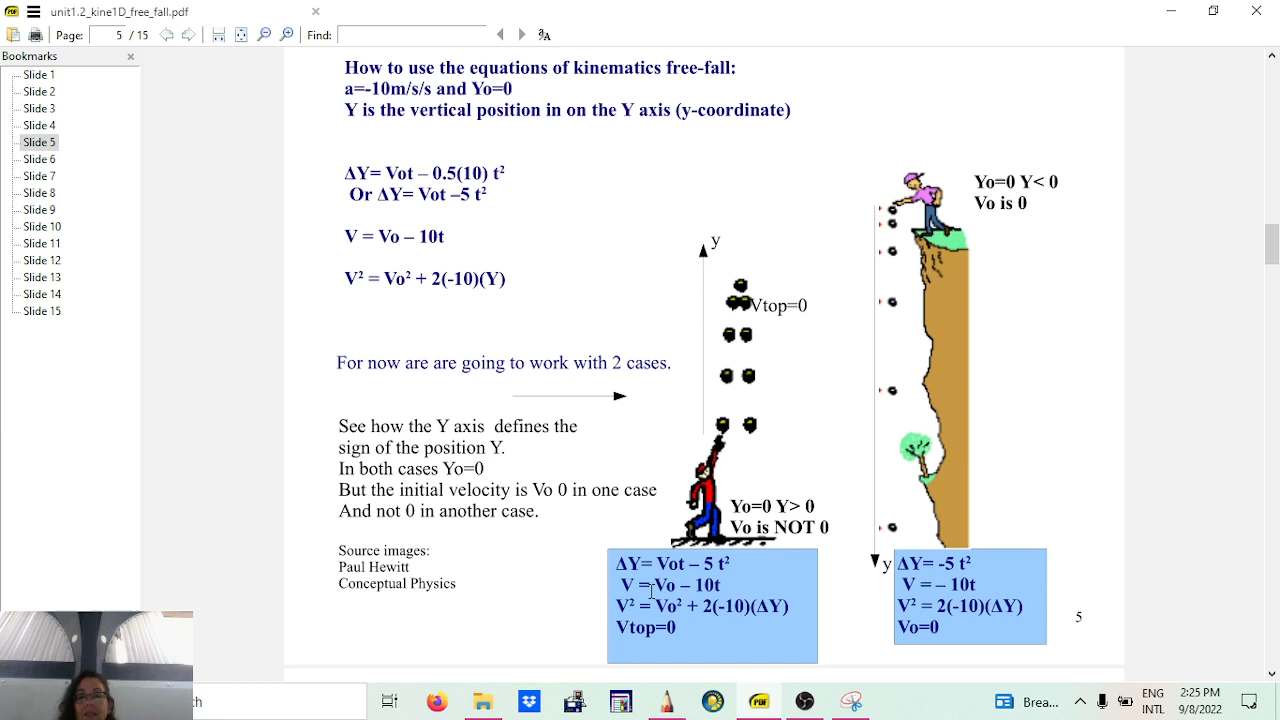 unit1.2_kine1D_free_fall.pdf
Page: 5 / 15 Find:
Bookmarks
Slide 1
Slide 2
Slide 3
Slide 4
Slide 5
Slide 6
Slide 7
Slide 8
Slide 9
Slide 10
Slide 11
Slide 12
Slide 13
Slide 14
Slide 15
How to use the equations of kinematics free-fall:
a=-10m/s/s and Yo=0
Y is the vertical position in on the Y axis (y-coordinate)
ΔY= Vot – 0.5(10) t²
Or ΔY= Vot –5 t²
V = Vo – 10t
V² = Vo² + 2(-10)(Y)
For now are are going to work with 2 cases.
See how the Y axis defines the
sign of the position Y.
In both cases Yo=0
But the initial velocity is Vo 0 in one case
And not 0 in another case.
Source images:
Paul Hewitt
Conceptual Physics
y
Vtop=0
Yo=0 Y> 0
Vo is NOT 0
ΔY= Vot – 5 t²
V = Vo – 10t
V² = Vo² + 2(-10)(ΔY)
Vtop=0
Yo=0 Y< 0
Vo is 0
y
ΔY= -5 t²
V = – 10t
V² = 2(-10)(ΔY)
Vo=0
5
ch
PDF
Brea...
ENG
INTL
2:25 PM
9/8/2022